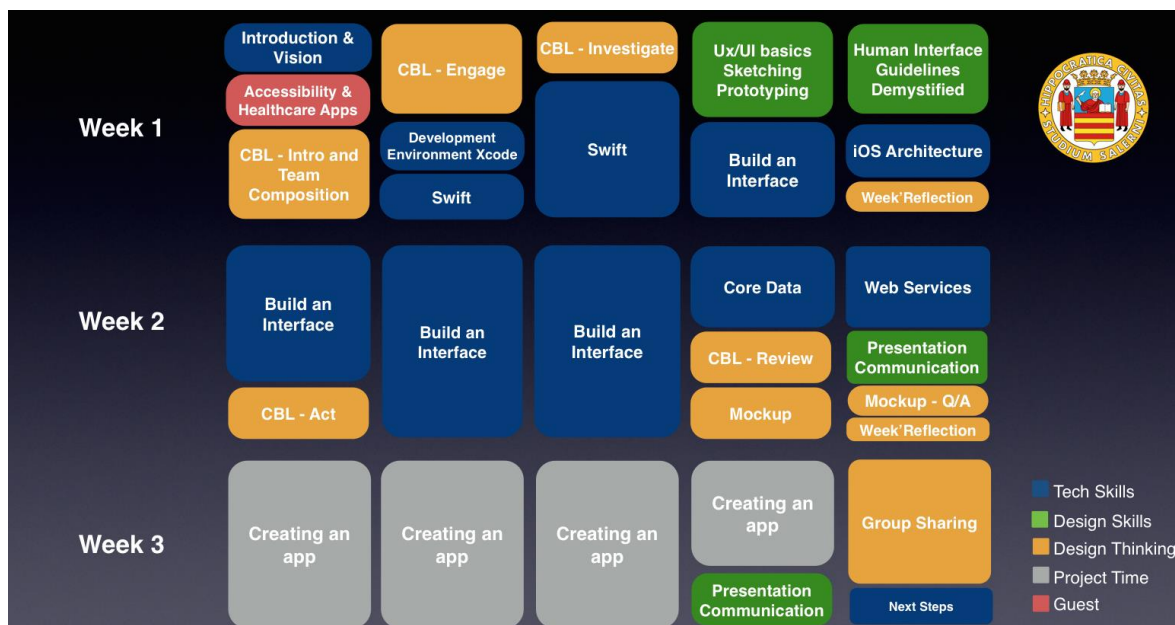 Week 1
Introduction &
Vision
Accessibility &
Healthcare Apps
CBL - Intro and
Team
Composition
CBL - Engage
Development
Environment Xcode
Swift
CBL - Investigate
Swift
Ux/UI basics
Sketching
Prototyping
Build an
Interface
Human Interface
Guidelines
Demystified
iOS Architecture
Week'Reflection
HIPPOCRATICA CIVITAS
STUDIUM SALERNI
Week 2
Build an
Interface
CBL - Act
Build an
Interface
Build an
Interface
Core Data
CBL - Review
Mockup
Web Services
Presentation
Communication
Mockup - Q/A
Week'Reflection
Week 3
Creating an
app
Creating an
app
Creating an
app
Creating an
app
Presentation
Communication
Group Sharing
Next Steps
Tech Skills
Design Skills
Design Thinking
Project Time
Guest